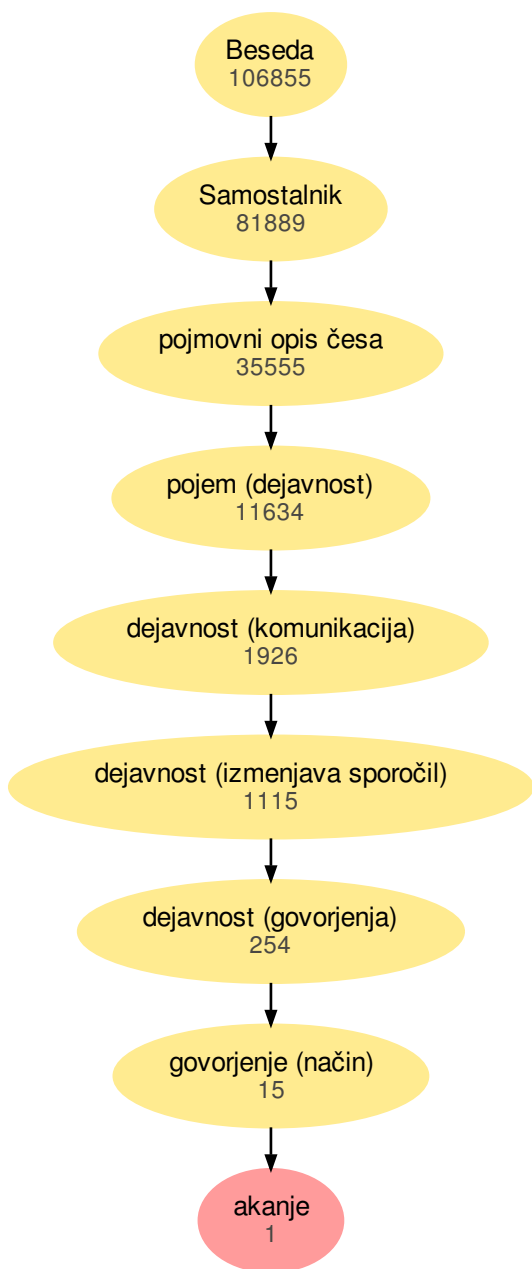 Beseda
106855
Samostalnik
81889
pojmovni opis česa
35555
pojem (dejavnost)
11634
dejavnost (komunikacija)
1926
dejavnost (izmenjava sporočil)
1115
dejavnost (govorjenja)
254
govorjenje (način)
15
akanje
1